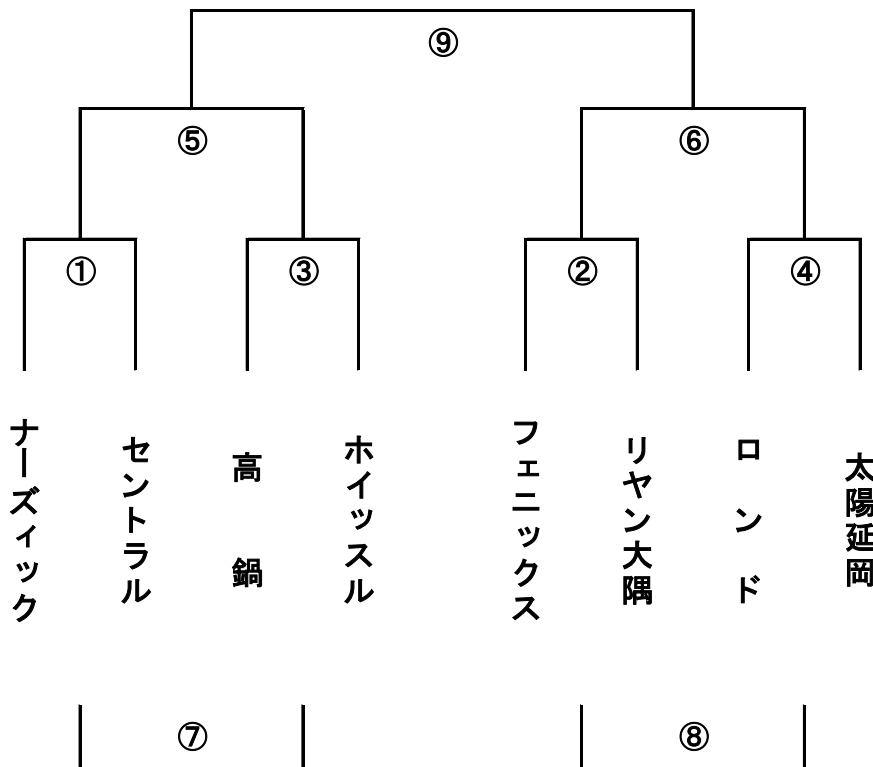 ⑨
⑤
⑥
①
③
②
④
ナーズィック
セントラル
高鍋
ホイッスル
フェニックス
リヤン大隅
ロンド
太陽延岡
⑦
⑧